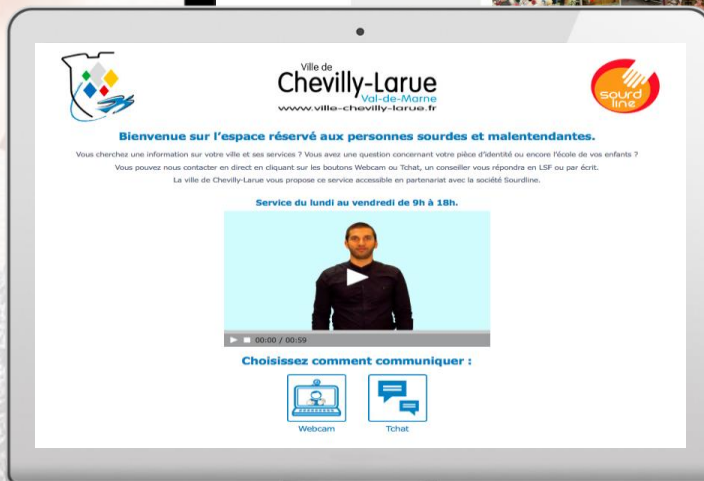 Ville de
Chevilly-Larue
Val-de-Marne
www.ville-chevilly-larue.fr
sourd
line
Bienvenue sur l'espace réservé aux personnes sourdes et malentendantes.
Vous cherchez une information sur votre ville et ses services ? Vous avez une question concernant votre pièce d'identité ou encore l'école de vos enfants ?
Vous pouvez nous contacter en direct en cliquant sur les boutons Webcam ou Tchat, un conseiller vous répondra en LSF ou par écrit.
La ville de Chevilly-Larue vous propose ce service accessible en partenariat avec la société Sourdline.
Service du lundi au vendredi de 9h à 18h.
00:00 / 00:59
Choisissez comment communiquer :
Webcam
Tchat